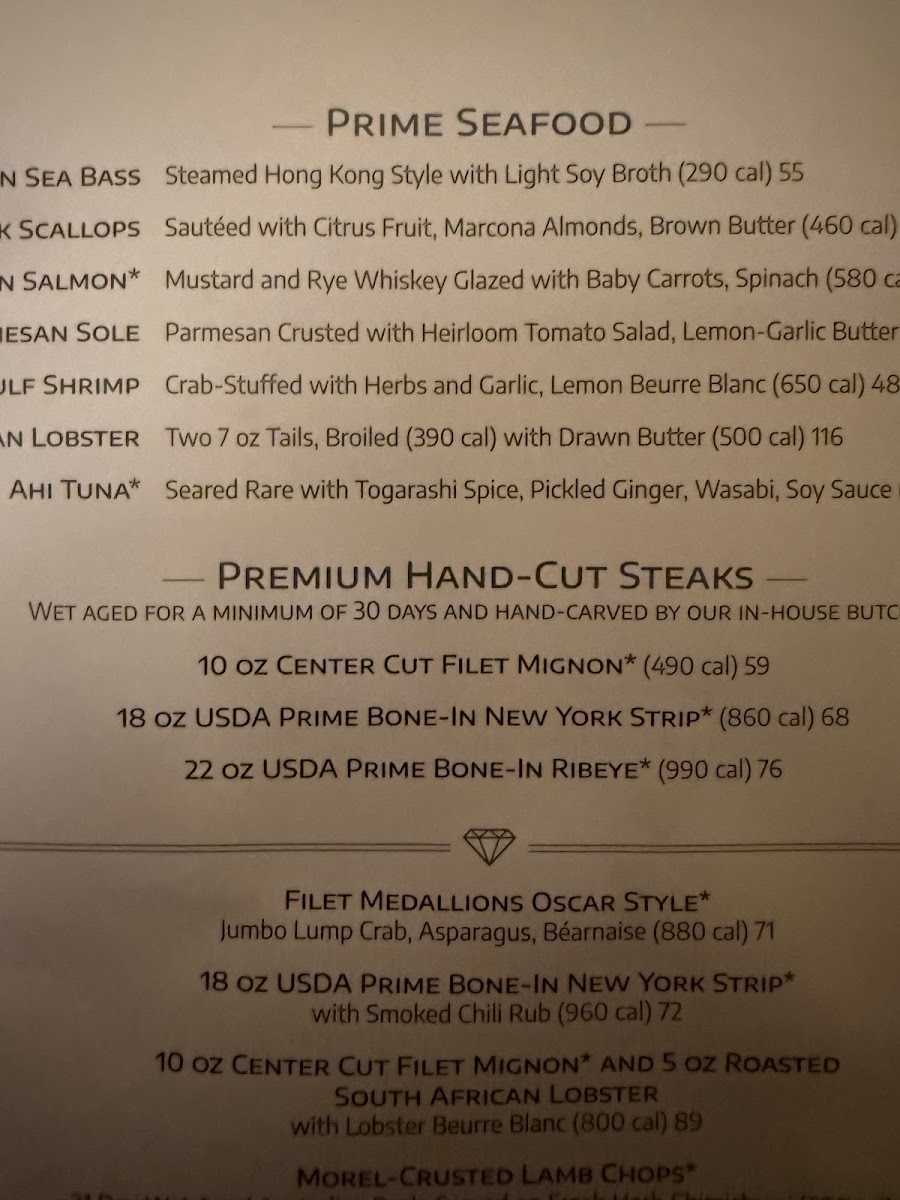 — PRIME SEAFOOD —
N SEA BASS Steamed Hong Kong Style with Light Soy Broth (290 cal) 55
K SCALLOPS Sautéed with Citrus Fruit, Marcona Almonds, Brown Butter (460 cal)
N SALMON* Mustard and Rye Whiskey Glazed with Baby Carrots, Spinach (580 ca
ESAN SOLE Parmesan Crusted with Heirloom Tomato Salad, Lemon-Garlic Butter
ULF SHRIMP Crab-Stuffed with Herbs and Garlic, Lemon Beurre Blanc (650 cal) 48
AN LOBSTER Two 7 oz Tails, Broiled (390 cal) with Drawn Butter (500 cal) 116
AHI TUNA* Seared Rare with Togarashi Spice, Pickled Ginger, Wasabi, Soy Sauce
— PREMIUM HAND-CUT STEAKS —
WET AGED FOR A MINIMUM OF 30 DAYS AND HAND-CARVED BY OUR IN-HOUSE BUTC
10 OZ CENTER CUT FILET MIGNON* (490 cal) 59
18 OZ USDA PRIME BONE-IN NEW YORK STRIP* (860 cal) 68
22 OZ USDA PRIME BONE-IN RIBEYE* (990 cal) 76
FILET MEDALLIONS OSCAR STYLE*
Jumbo Lump Crab, Asparagus, Béarnaise (880 cal) 71
18 OZ USDA PRIME BONE-IN NEW YORK STRIP*
with Smoked Chili Rub (960 cal) 72
10 OZ CENTER CUT FILET MIGNON* AND 5 OZ ROASTED
SOUTH AFRICAN LOBSTER
with Lobster Beurre Blanc (800 cal) 89
MOREL-CRUSTED LAMB CHOPS*